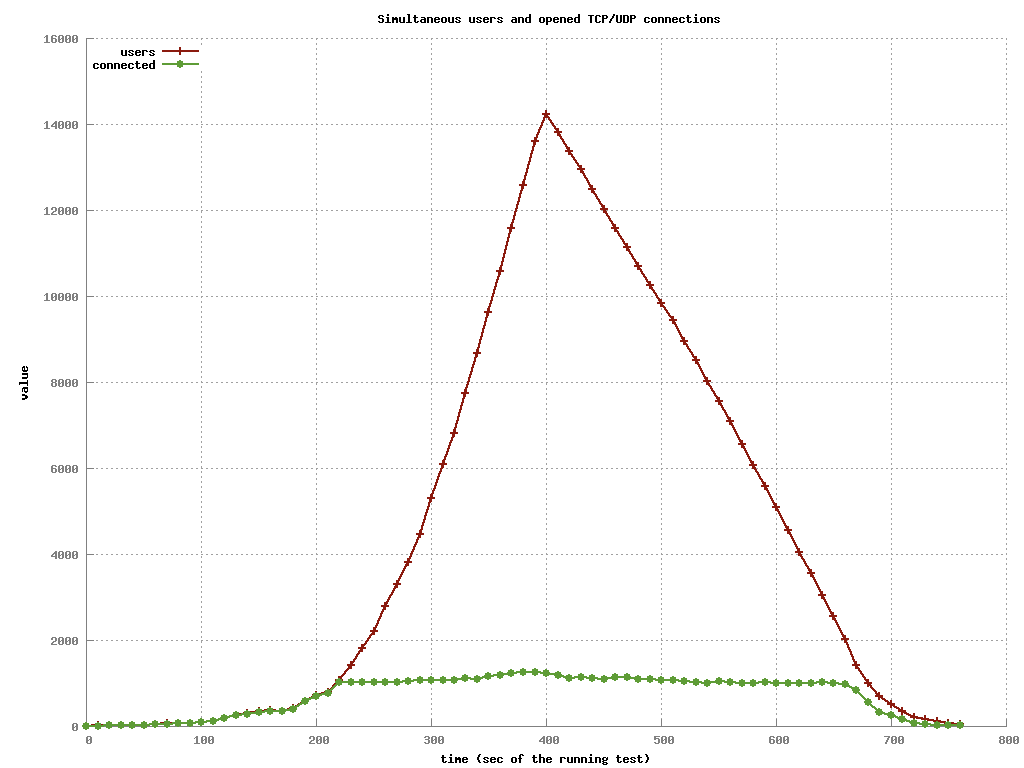 Simultaneous users and opened TCP/UDP connections
16000
users
connected
14000
12000
10000
8000
value
6000
4000
2000
0
0 100 200 300 400 500 600 700 800
time (sec of the running test)